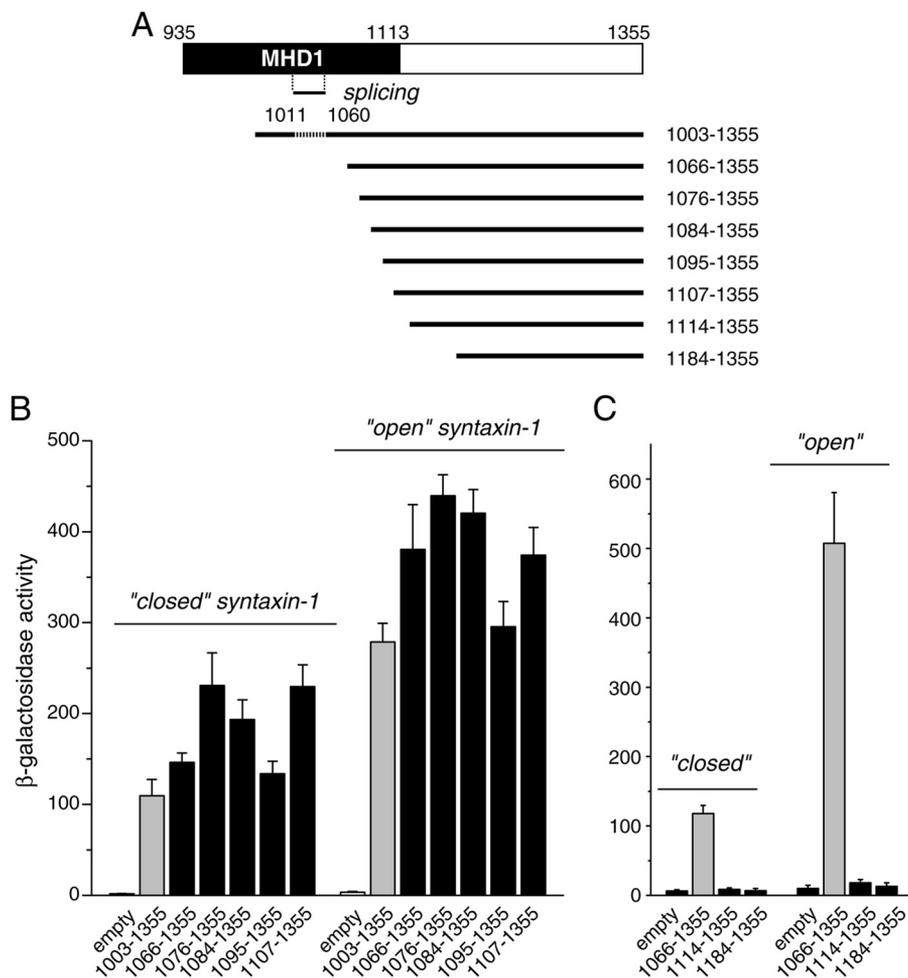 A
935 1113 1355
MHD1
splicing
1011 1060
1003-1355
1066-1355
1076-1355
1084-1355
1095-1355
1107-1355
1114-1355
1184-1355
B
β-galactosidase activity
500
400
300
200
100
0
"closed" syntaxin-1
"open" syntaxin-1
empty
1003-1355
1066-1355
1076-1355
1084-1355
1095-1355
1107-1355
empty
1003-1355
1066-1355
1076-1355
1084-1355
1095-1355
1107-1355
C
600
500
400
300
200
100
0
"closed"
"open"
empty
1066-1355
1114-1355
1184-1355
empty
1066-1355
1114-1355
1184-1355